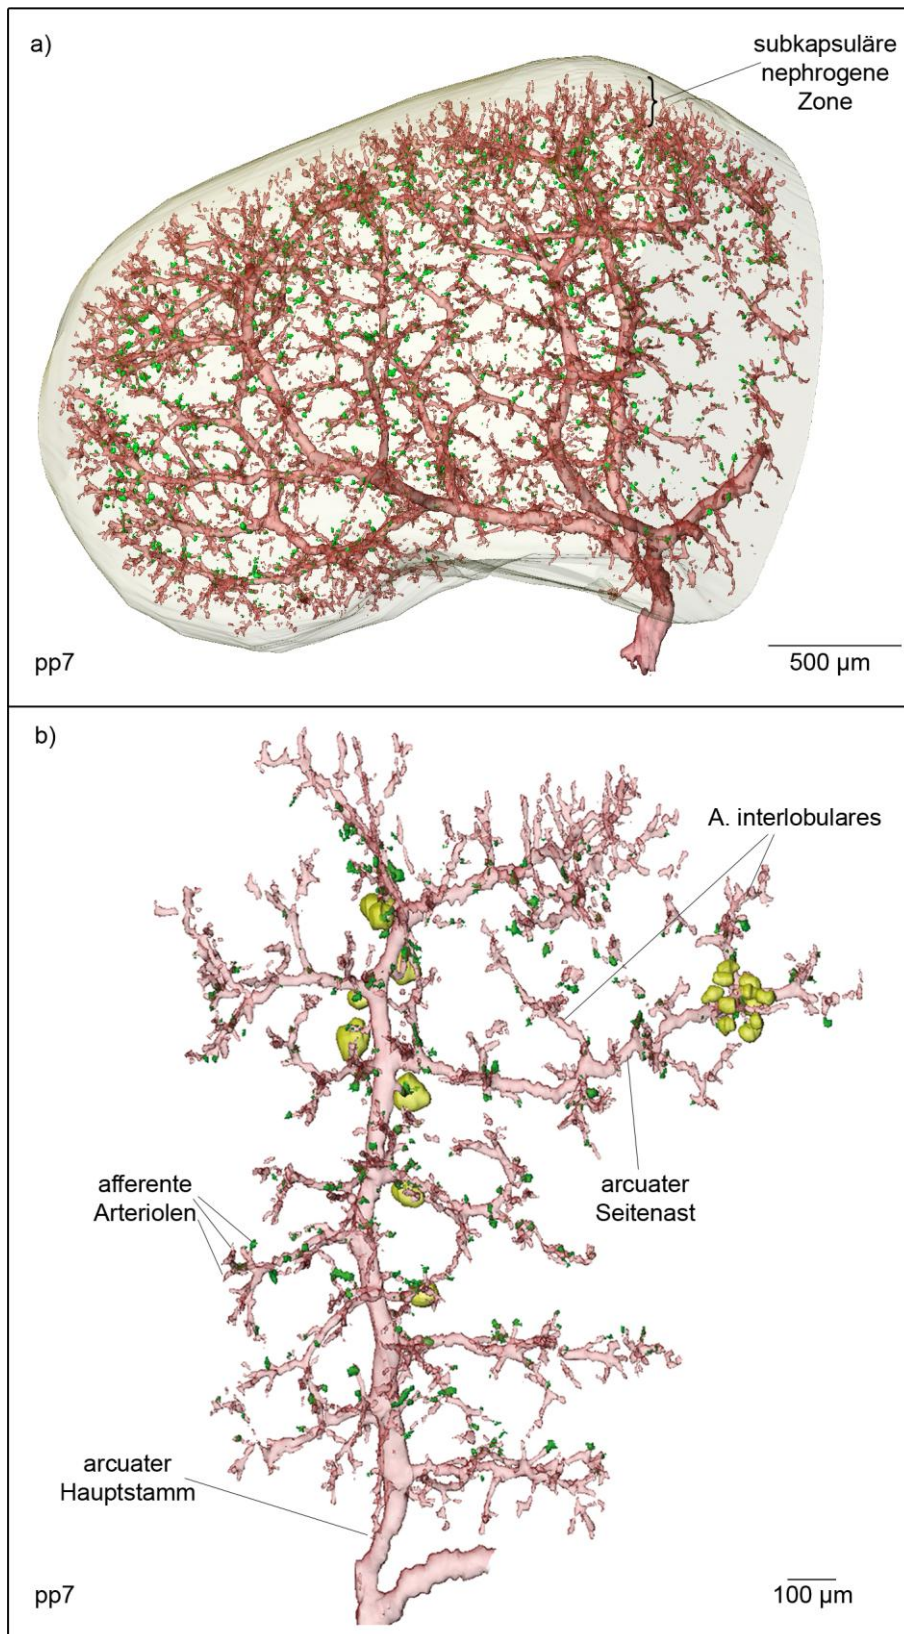 a)
subkapsuläre
nephrogene
Zone
pp7
500 µm
b)
A. interlobulares
afferente
Arteriolen
arcuater
Seitenast
arcuater
Hauptstamm
pp7
100 µm